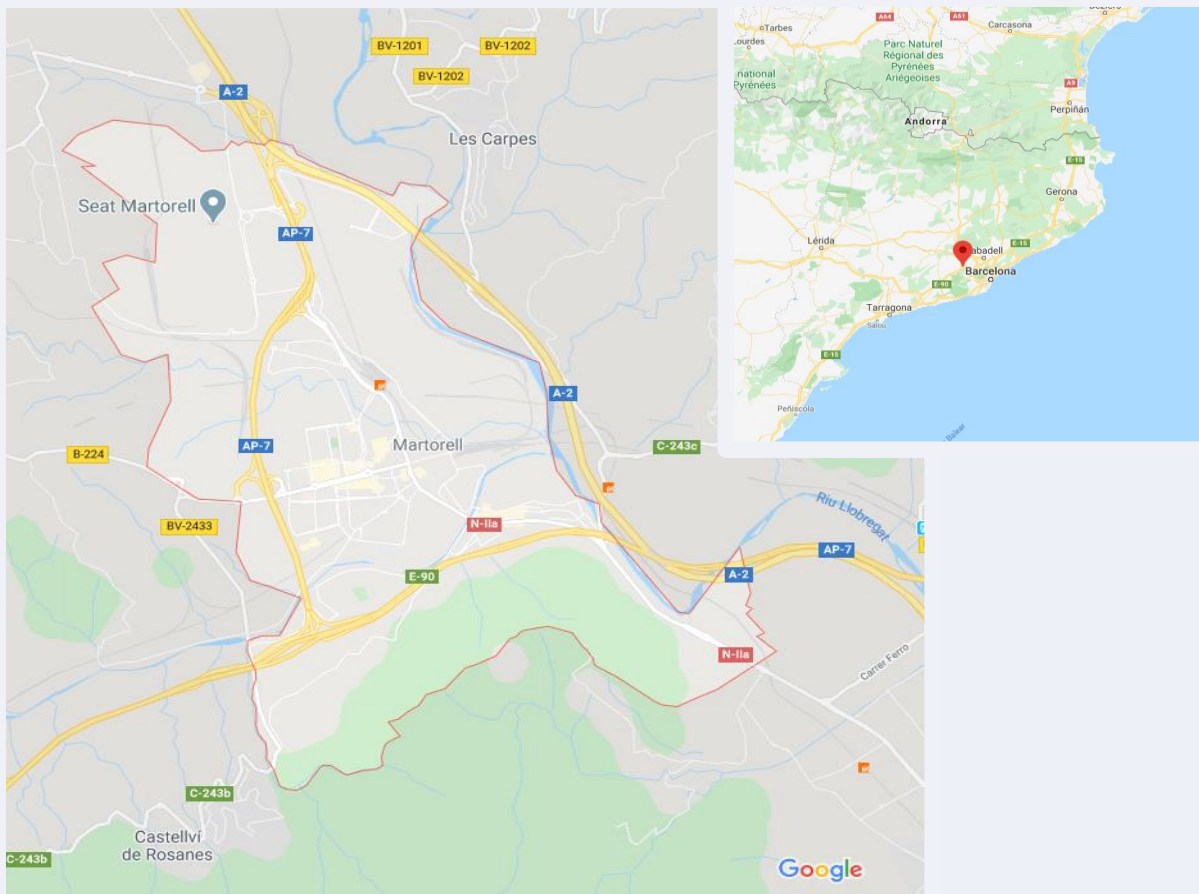 BV-1201
BV-1202
BV-1202
A-2
Les Carpes
Seat Martorell
AP-7
A-2
AP-7
Martorell
C-243c
B-224
Riu Llobregat
BV-2433
N-IIa
AP-7
E-90
A-2
N-IIa
Carrer Ferro
C-243b
Castellví
de Rosanes
C-243b
Google
A64
A61
Tarbes
Carcasona
Lourdes
Parc Naturel
Régional des
Pyrénées
Ariégeoises
national
Pyrénées
A9
Perpiñán
Andorra
E-15
Gerona
Lérida
E-15
abadell
Barcelona
E-90
Tarragona
Salou
E-15
Peñíscola
Balear